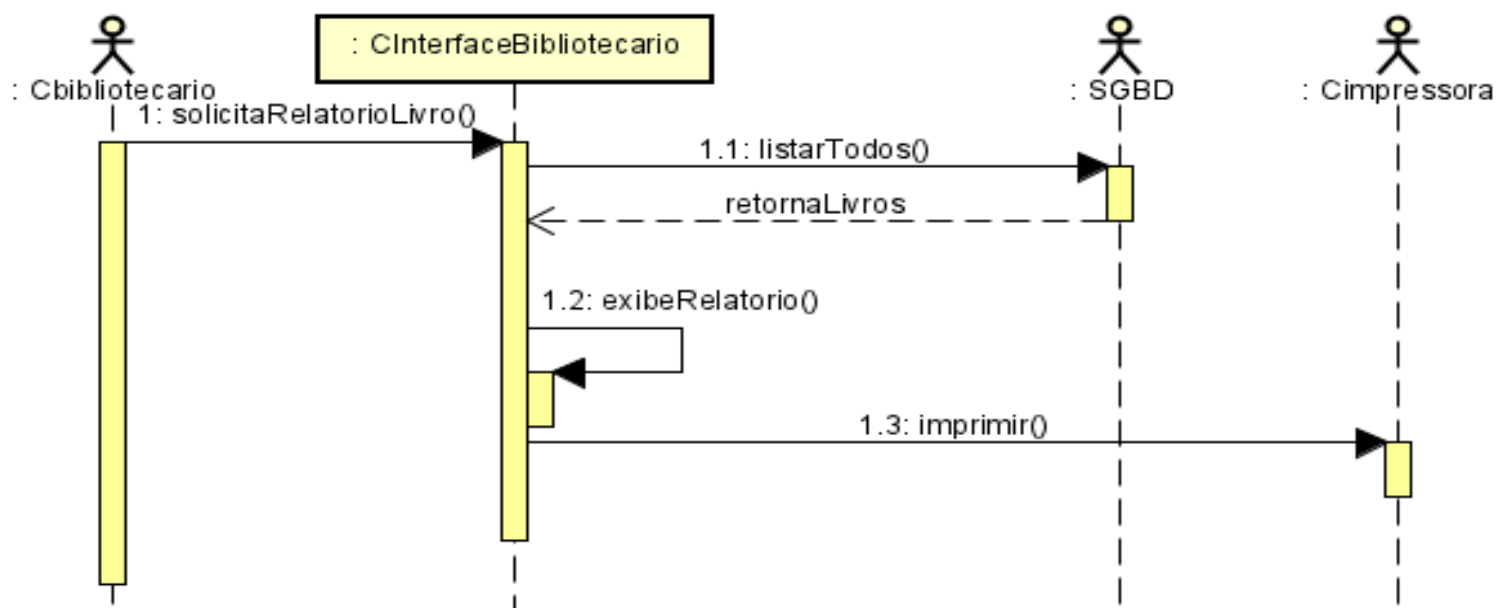 : CInterfaceBibliotecario
: Cbibliotecario
: SGBD
: Cimpressora
1: solicitaRelatorioLivro()
1.1: listarTodos()
retornaLivros
1.2: exibeRelatorio()
1.3: imprimir()